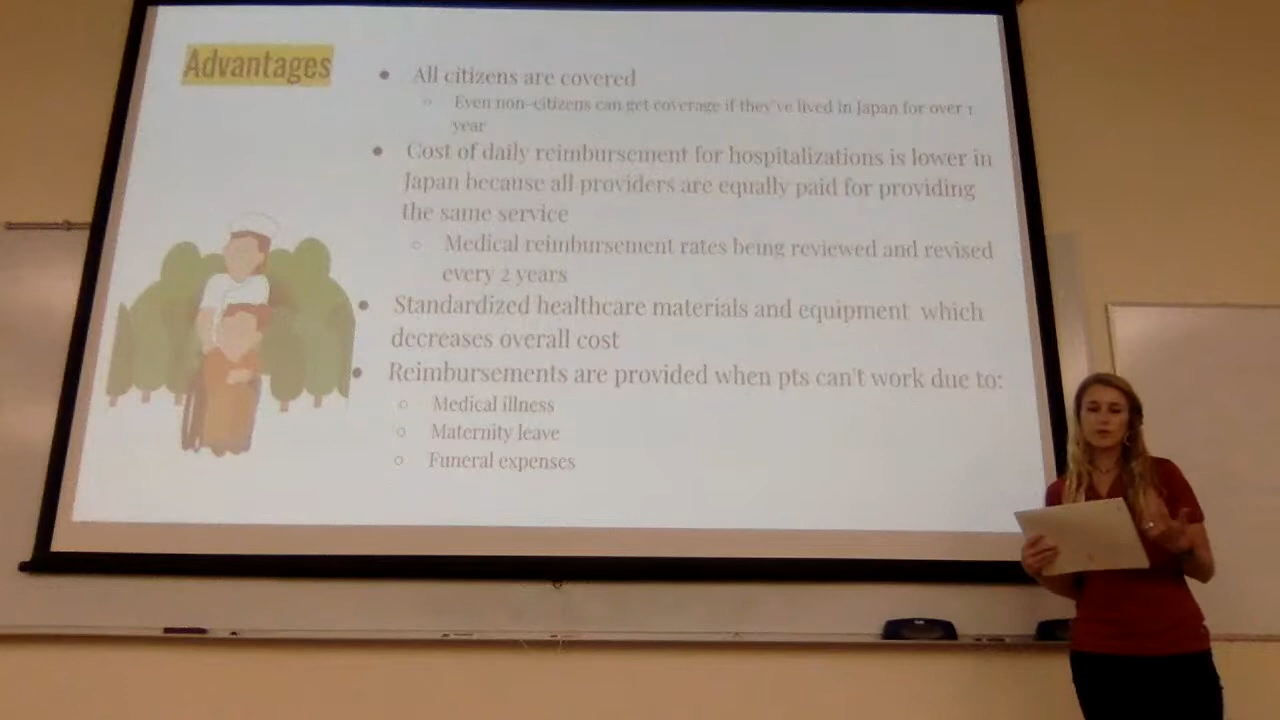 Advantages
● All citizens are covered
○ Even non-citizens can get coverage if they've lived in Japan for over 1
year
● Cost of daily reimbursement for hospitalizations is lower in
Japan because all providers are equally paid for providing
the same service
○ Medical reimbursement rates being reviewed and revised
every 2 years
● Standardized healthcare materials and equipment which
decreases overall cost
● Reimbursements are provided when pts can't work due to:
○ Medical illness
○ Maternity leave
○ Funeral expenses